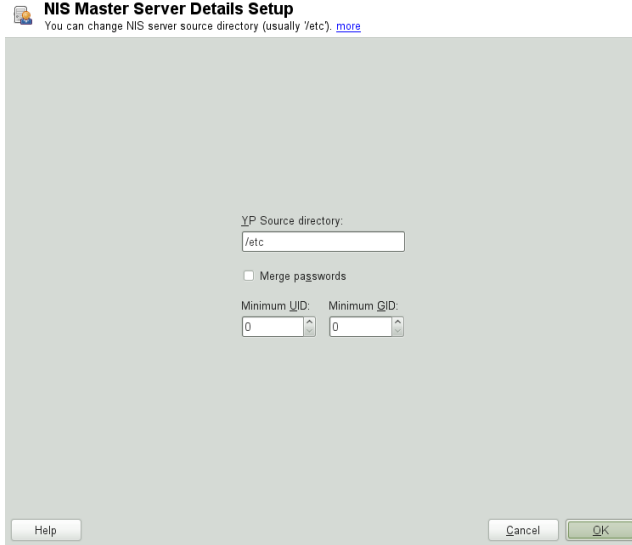 NIS Master Server Details Setup
You can change NIS server source directory (usually '/etc'). more
YP Source directory:
/etc
Merge passwords
Minimum UID: Minimum GID:
0 0
Help Cancel OK